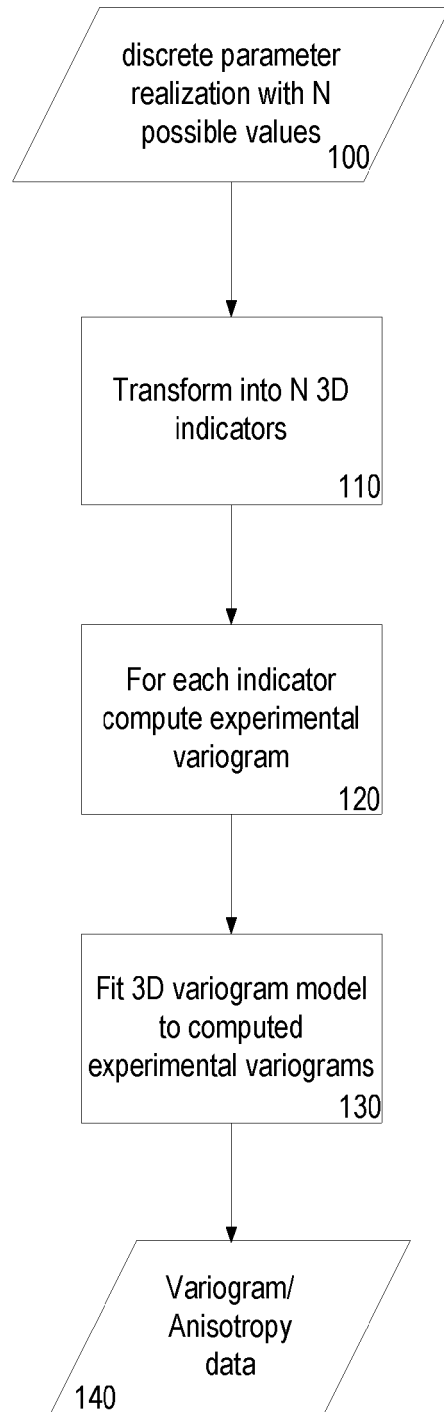 discrete parameter
realization with N
possible values
100
Transform into N 3D
indicators
110
For each indicator
compute experimental
variogram
120
Fit 3D variogram model
to computed
experimental variograms
130
Variogram/
Anisotropy
data
140